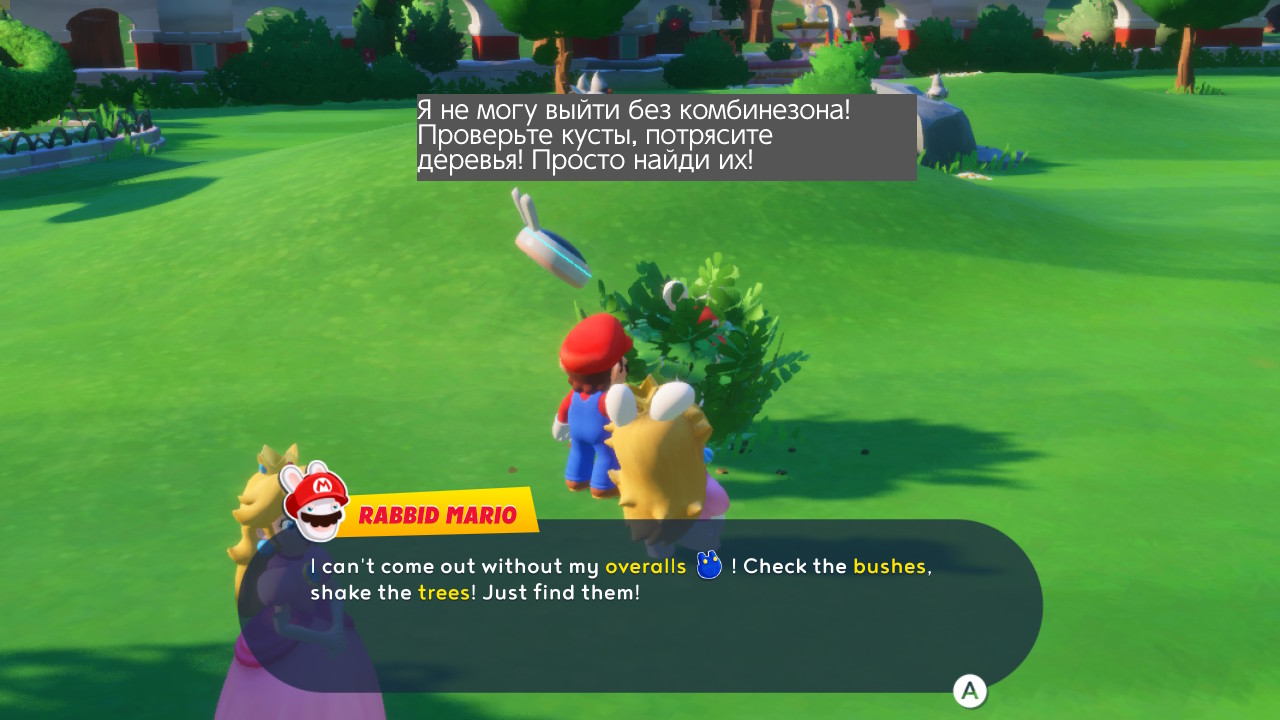 Я не могу выйти без комбинезона!
Проверьте кусты, потрясите
деревья! Просто найди их!
RABBID MARIO
I can't come out without my overalls ! Check the bushes,
shake the trees! Just find them!
A